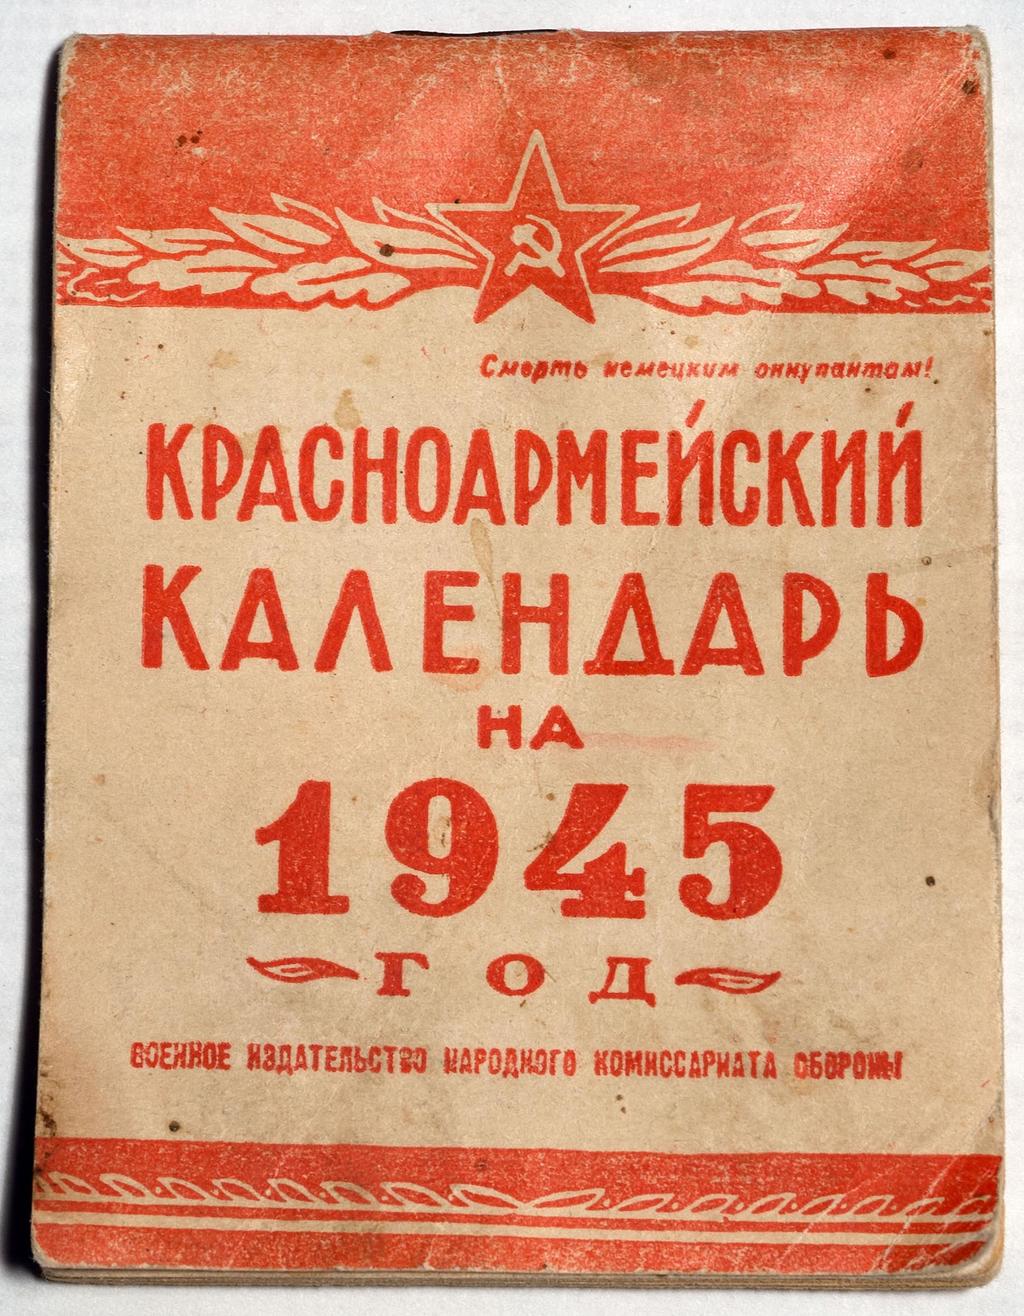 Смерть немецким оккупантам!
КРАСНОАРМЕЙСКИЙ
КАЛЕНДАРЬ
НА
1945
ГОД
ВОЕННОЕ ИЗДАТЕЛЬСТВО НАРОДНОГО КОМИССАРИАТА ОБОРОНЫ